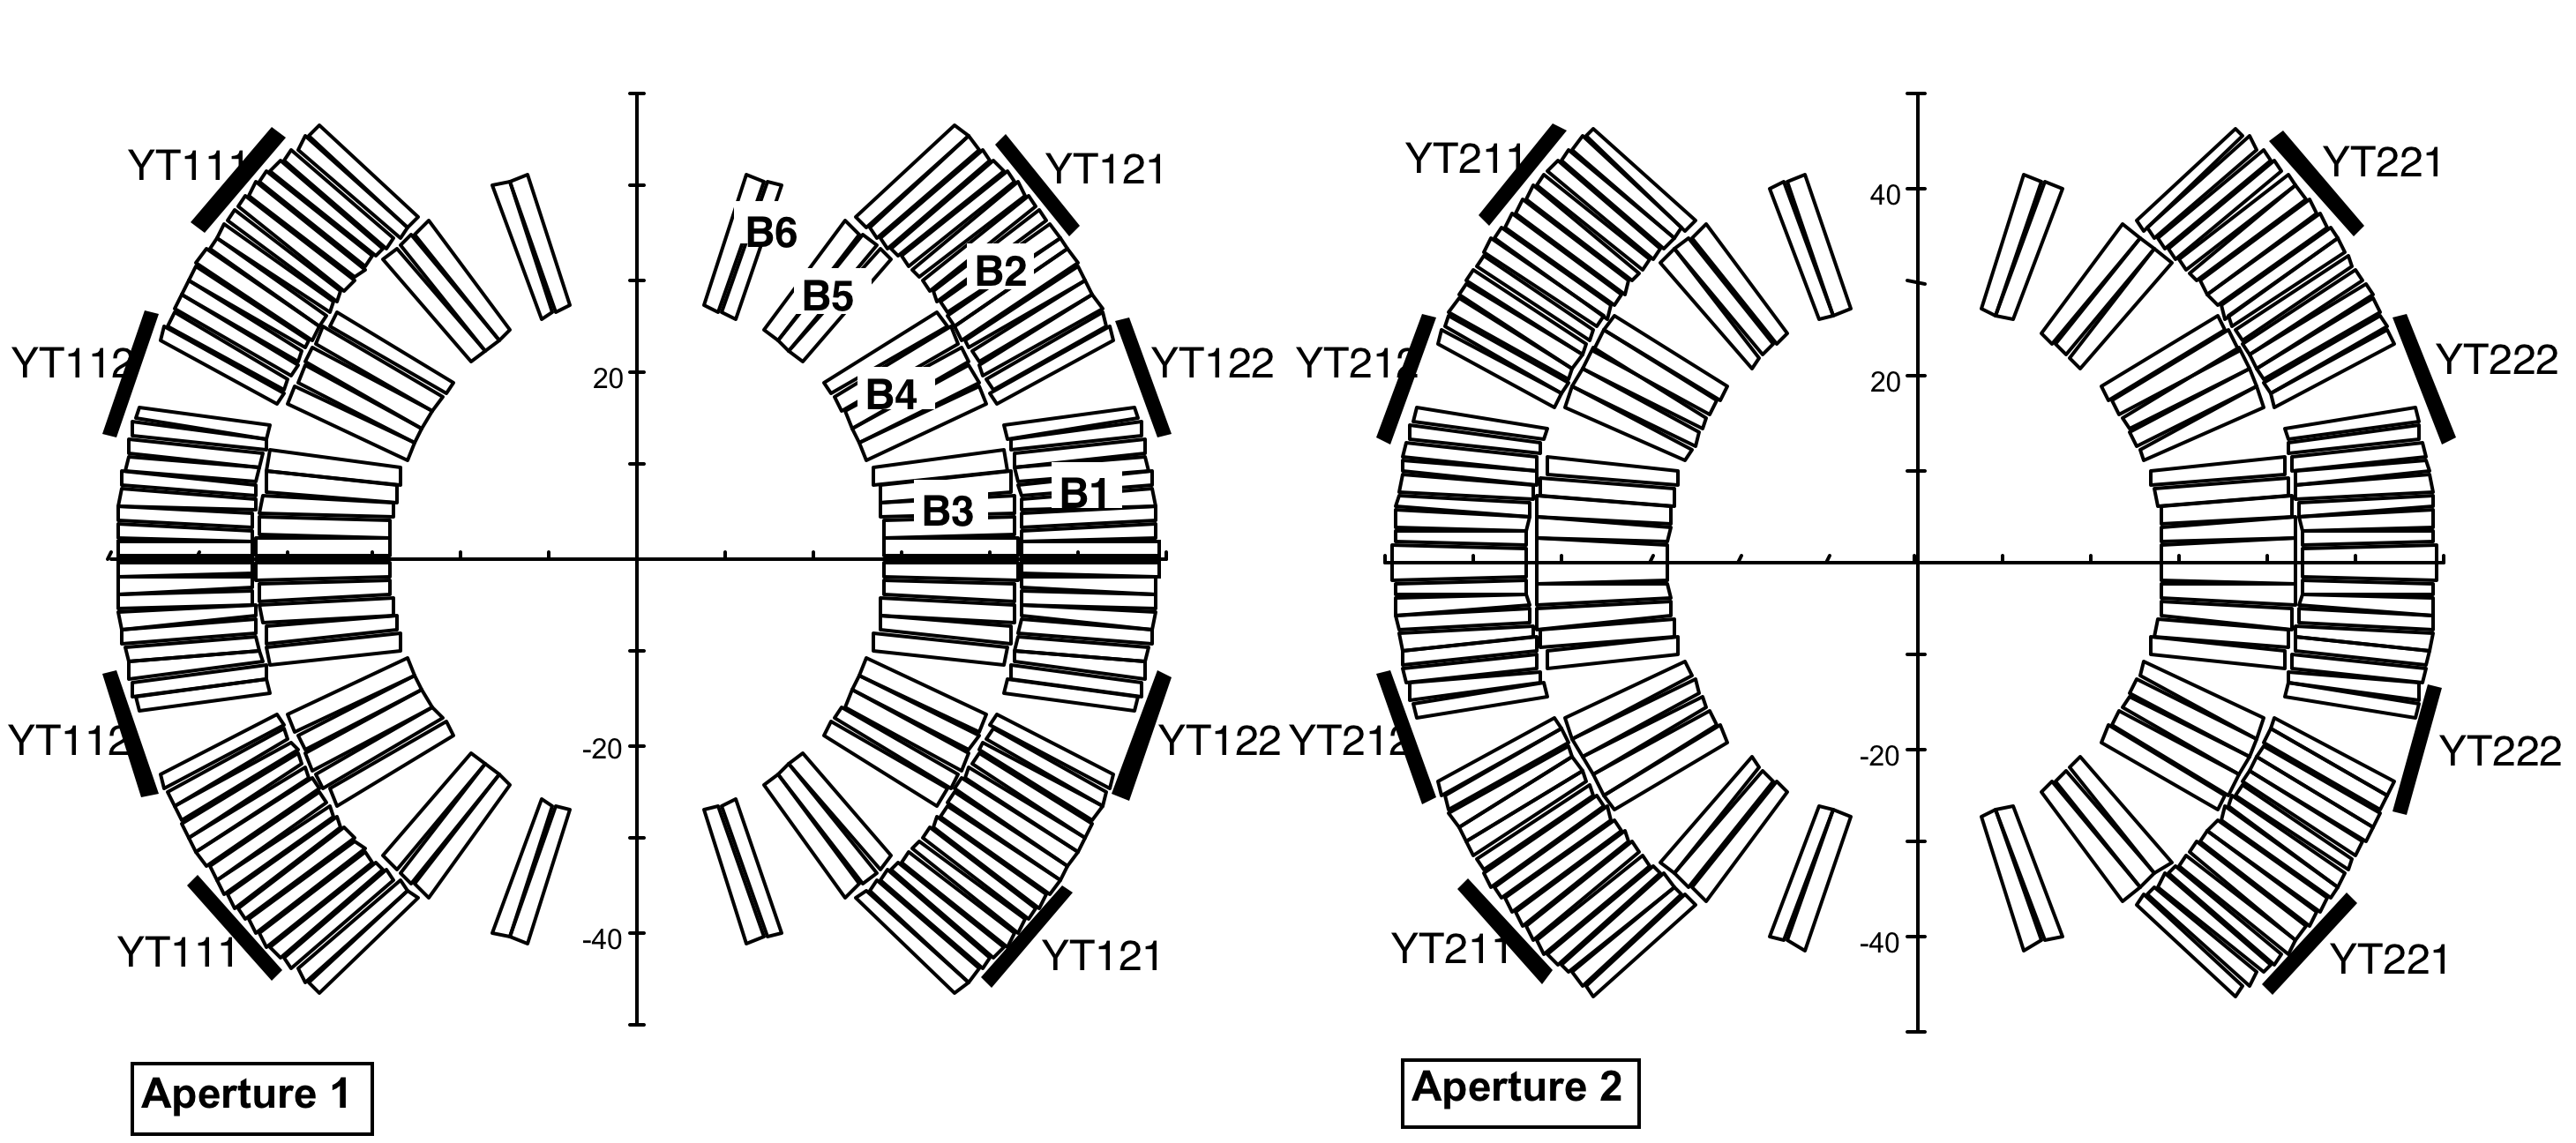 YT111
YT121
YT211
YT221
40
B6
B2
B5
YT112
YT122
YT212
YT222
20
20
B4
B1
B3
YT112
-20
YT122
YT212
-20
YT222
YT111
-40
YT121
YT211
-40
YT221
Aperture 1
Aperture 2